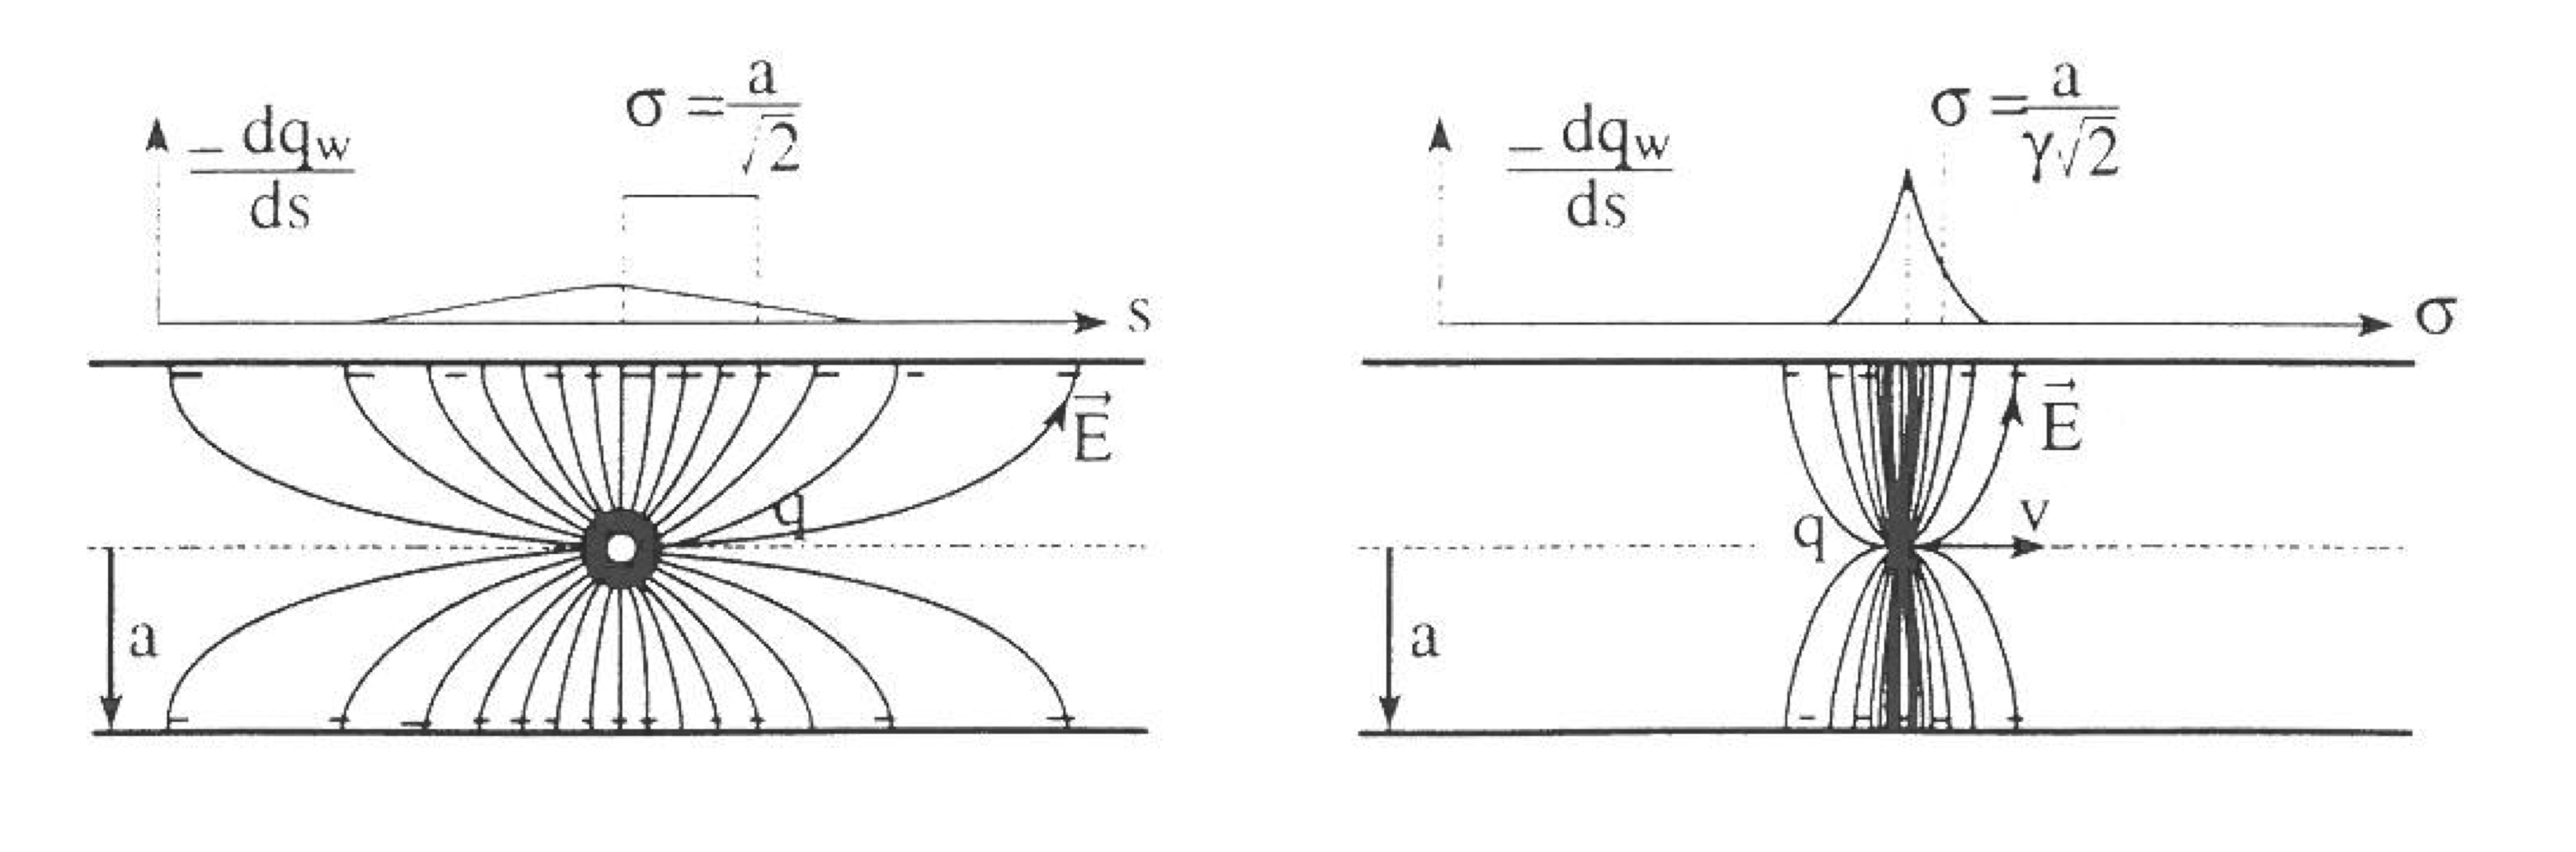 -dq_w/ds
σ = a/√2
s
E⃗
q
a
-dq_w/ds
σ = a/γ√2
σ
E⃗
q
v
a